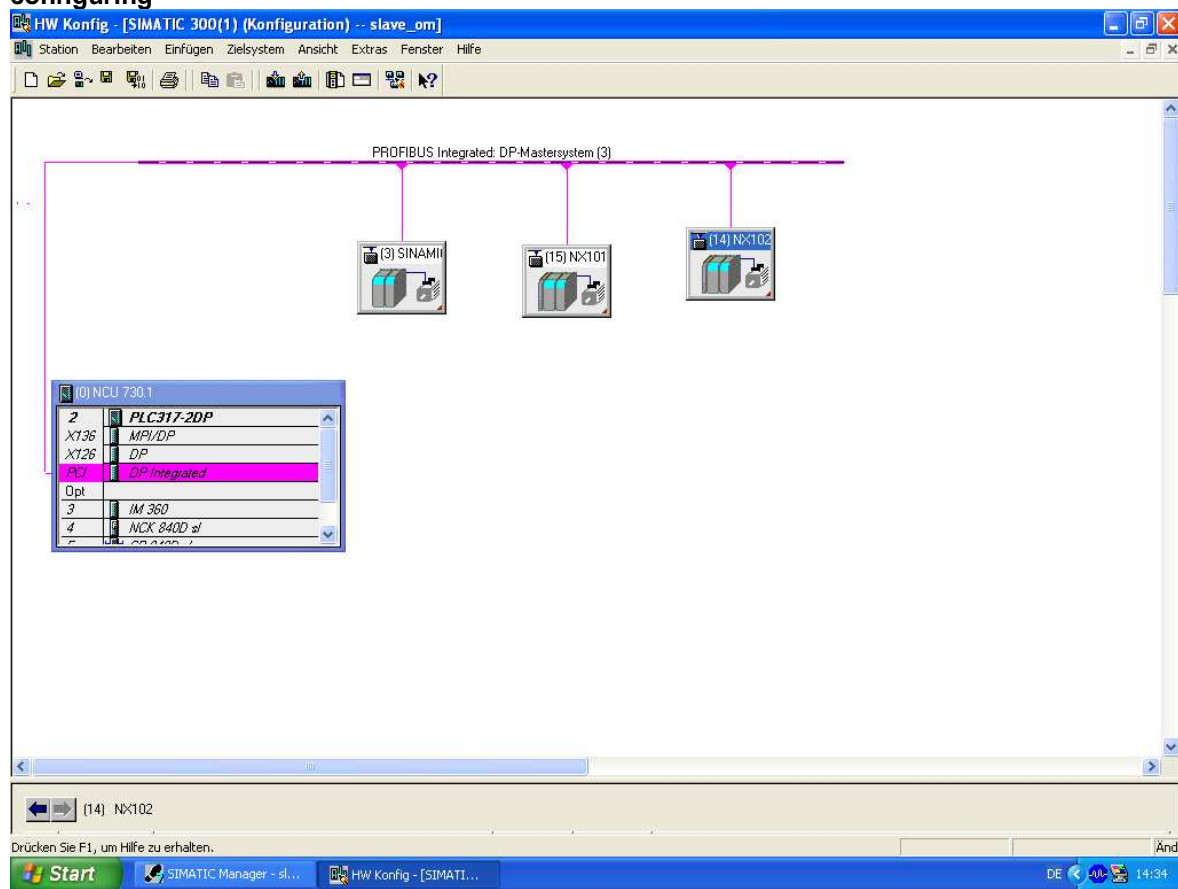 configuring
HW Konfig - [SIMATIC 300(1) (Konfiguration) -- slave_om]
Station Bearbeiten Einfügen Zielsystem Ansicht Extras Fenster Hilfe
PROFIBUS Integrated: DP-Mastersystem (3)
(3) SINAMI
(15) NX101
(14) NX102
(0) NCU 730.1
2 PLC317-2DP
X136 MPI/DP
X126 DP
PCI DP Integrated
Opt
3 IM 360
4 NCK 840D sl
(14) NX102
Drücken Sie F1, um Hilfe zu erhalten.
Änd
Start SIMATIC Manager - sl... HW Konfig - [SIMATI... DE 14:34